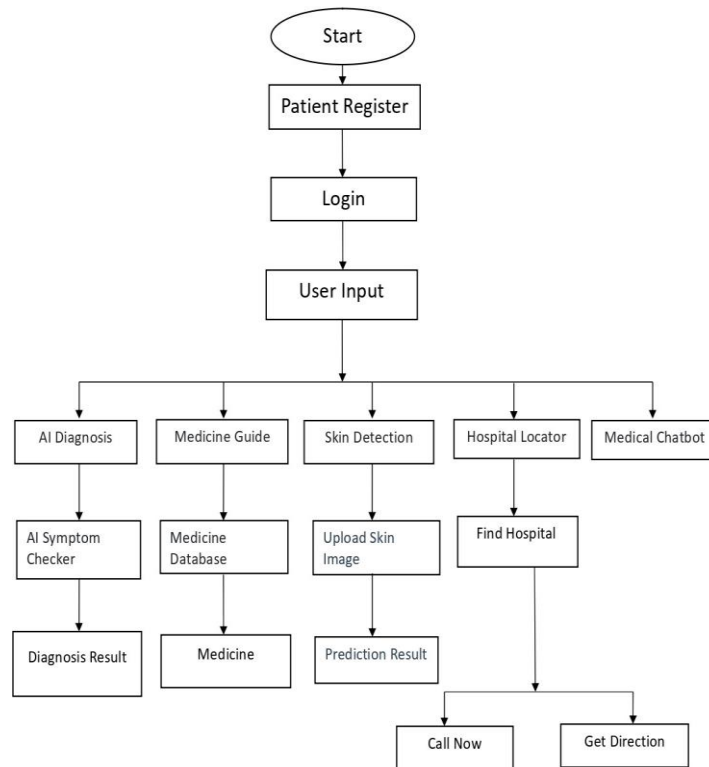 Start
Patient Register
Login
User Input
AI Diagnosis
Medicine Guide
Skin Detection
Hospital Locator
Medical Chatbot
AI Symptom
Checker
Medicine
Database
Upload Skin
Image
Find Hospital
Diagnosis Result
Medicine
Prediction Result
Call Now
Get Direction